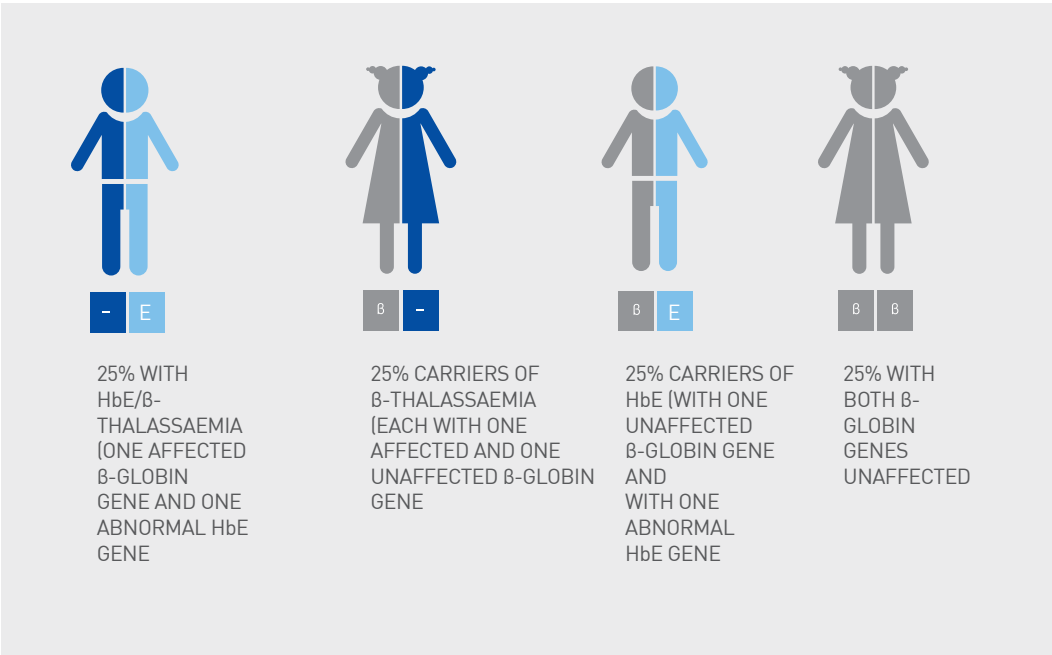 – E
ß –
ß E
ß ß
25% WITH
HbE/ß-
THALASSAEMIA
(ONE AFFECTED
ß-GLOBIN
GENE AND ONE
ABNORMAL HbE
GENE
25% CARRIERS OF
ß-THALASSAEMIA
(EACH WITH ONE
AFFECTED AND ONE
UNAFFECTED ß-GLOBIN
GENE
25% CARRIERS OF
HbE (WITH ONE
UNAFFECTED
ß-GLOBIN GENE
AND
WITH ONE
ABNORMAL
HbE GENE
25% WITH
BOTH ß-
GLOBIN
GENES
UNAFFECTED